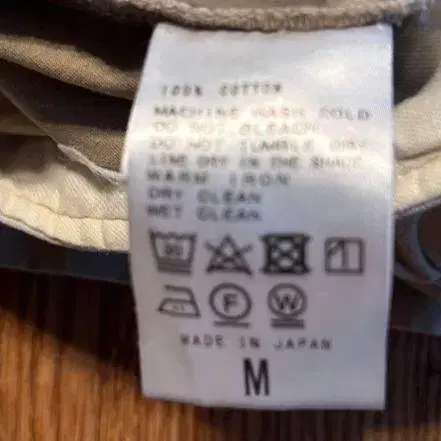 100% COTTON
MACHINE WASH COLD
DO NOT BLEACH
DO NOT TUMBLE DRY
LINE DRY IN THE SHADE
WARM IRON
DRY CLEAN
WET CLEAN
F W
MADE IN JAPAN
M